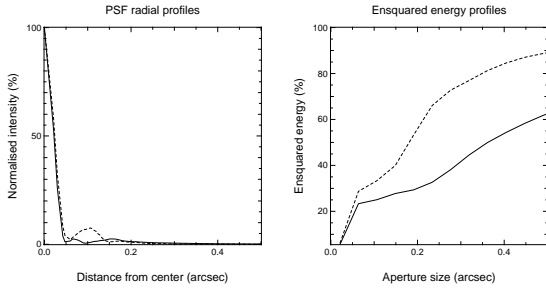 PSF radial profiles
Normalised intensity (%)
100
50
0
0.0
0.2
0.4
Distance from center (arcsec)
Ensquared energy profiles
Ensquared energy (%)
100
80
60
40
20
0.0
0.2
0.4
Aperture size (arcsec)